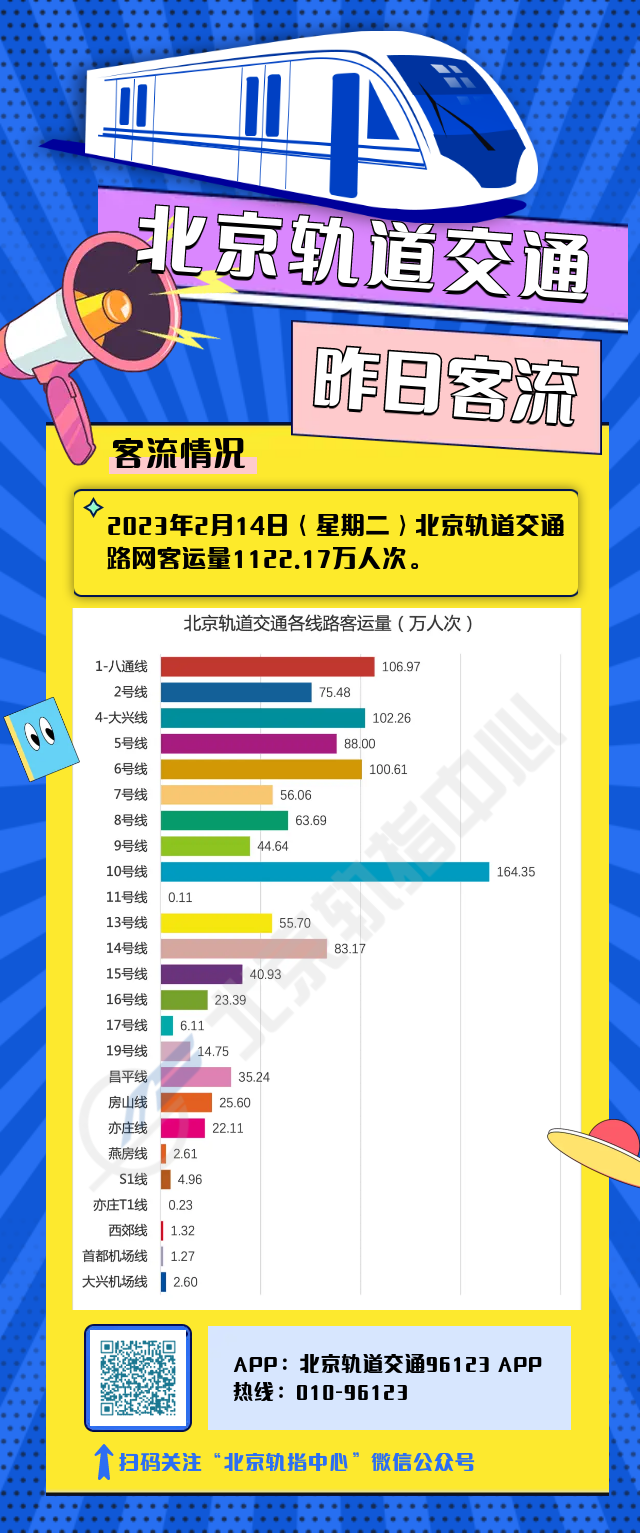 北京轨道交通
昨日客流
客流情况
2023年2月14日（星期二）北京轨道交通
路网客运量1122.17万人次。
北京轨道交通各线路客运量（万人次）
1-八通线 106.97
2号线 75.48
4-大兴线 102.26
5号线 88.00
6号线 100.61
7号线 56.06
8号线 63.69
9号线 44.64
10号线 164.35
11号线 0.11
13号线 55.70
14号线 83.17
15号线 40.93
16号线 23.39
17号线 6.11
19号线 14.75
昌平线 35.24
房山线 25.60
亦庄线 22.11
燕房线 2.61
S1线 4.96
亦庄T1线 0.23
西郊线 1.32
首都机场线 1.27
大兴机场线 2.60
北京轨指中心
APP：北京轨道交通96123 APP
热线：010-96123
扫码关注“北京轨指中心”微信公众号